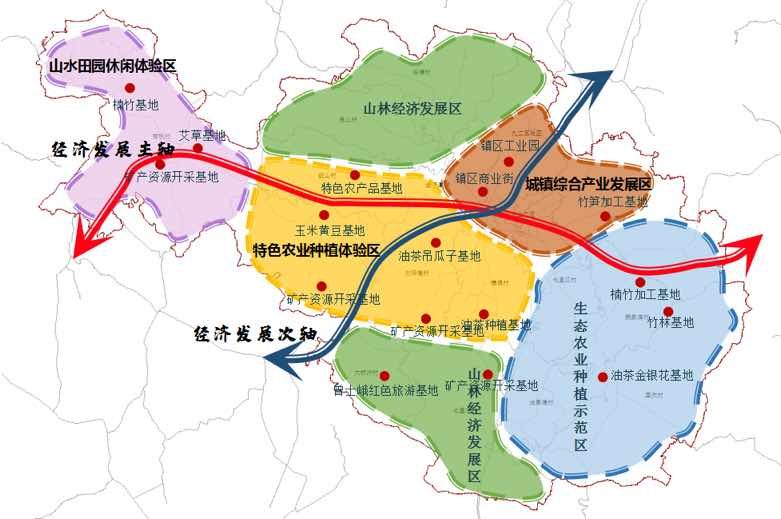 山水田园休闲体验区
楠竹基地
经济发展主轴
艾草基地
矿产资源开采基地
山林经济发展区
镇区工业园
镇区商业街
城镇综合产业发展区
竹笋加工基地
特色农产品基地
玉米黄豆基地
特色农业种植体验区
油茶吊瓜子基地
矿产资源开采基地
矿产资源开采基地
油茶种植基地
经济发展次轴
楠竹加工基地
竹林基地
油茶金银花基地
生态农业种植示范区
鲁士峨红色旅游基地
矿产资源开采基地
山林经济发展区